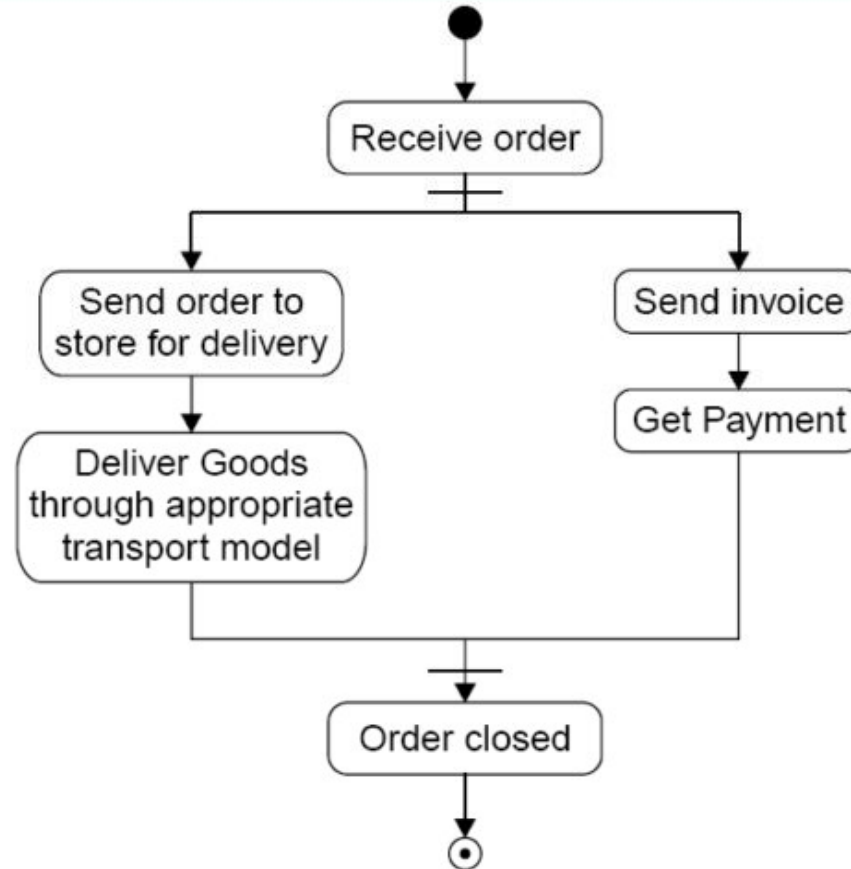 Receive order
Send order to
store for delivery
Send invoice
Get Payment
Deliver Goods
through appropriate
transport model
Order closed